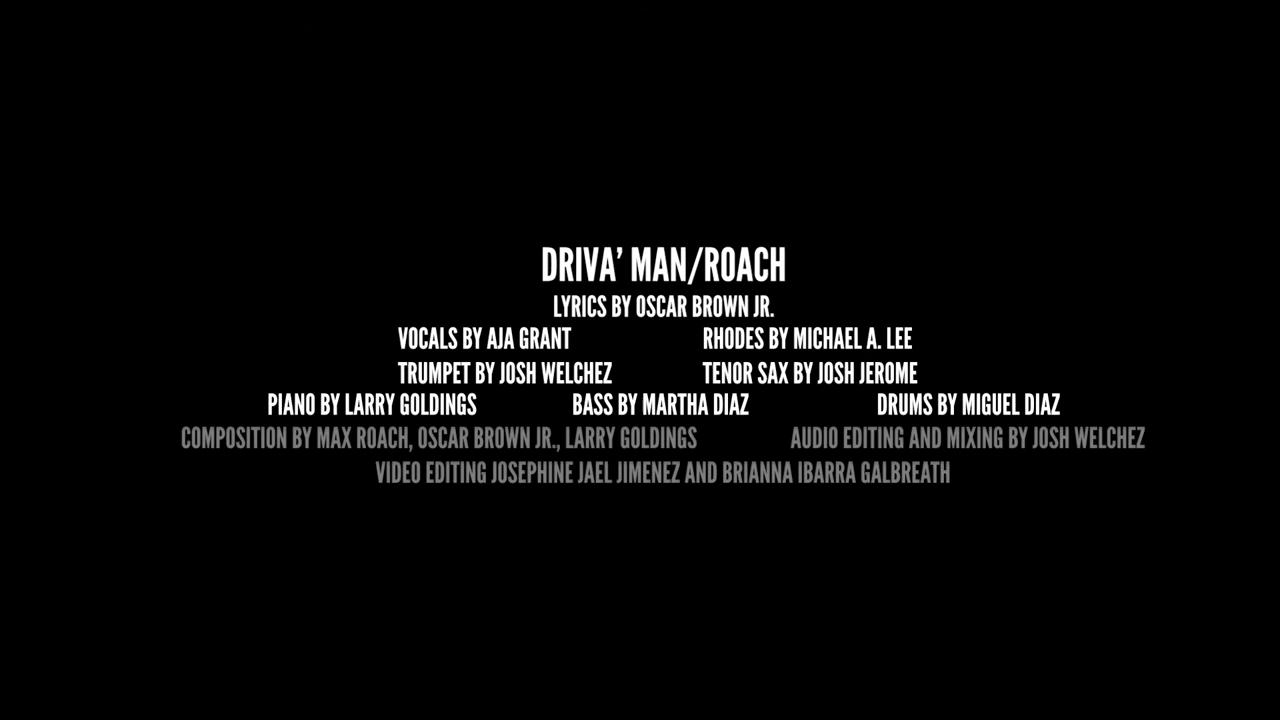 DRIVA’ MAN/ROACH
LYRICS BY OSCAR BROWN JR.
VOCALS BY AJA GRANT RHODES BY MICHAEL A. LEE
TRUMPET BY JOSH WELCHEZ TENOR SAX BY JOSH JEROME
PIANO BY LARRY GOLDINGS BASS BY MARTHA DIAZ DRUMS BY MIGUEL DIAZ
COMPOSITION BY MAX ROACH, OSCAR BROWN JR., LARRY GOLDINGS AUDIO EDITING AND MIXING BY JOSH WELCHEZ
VIDEO EDITING JOSEPHINE JAEL JIMENEZ AND BRIANNA IBARRA GALBREATH